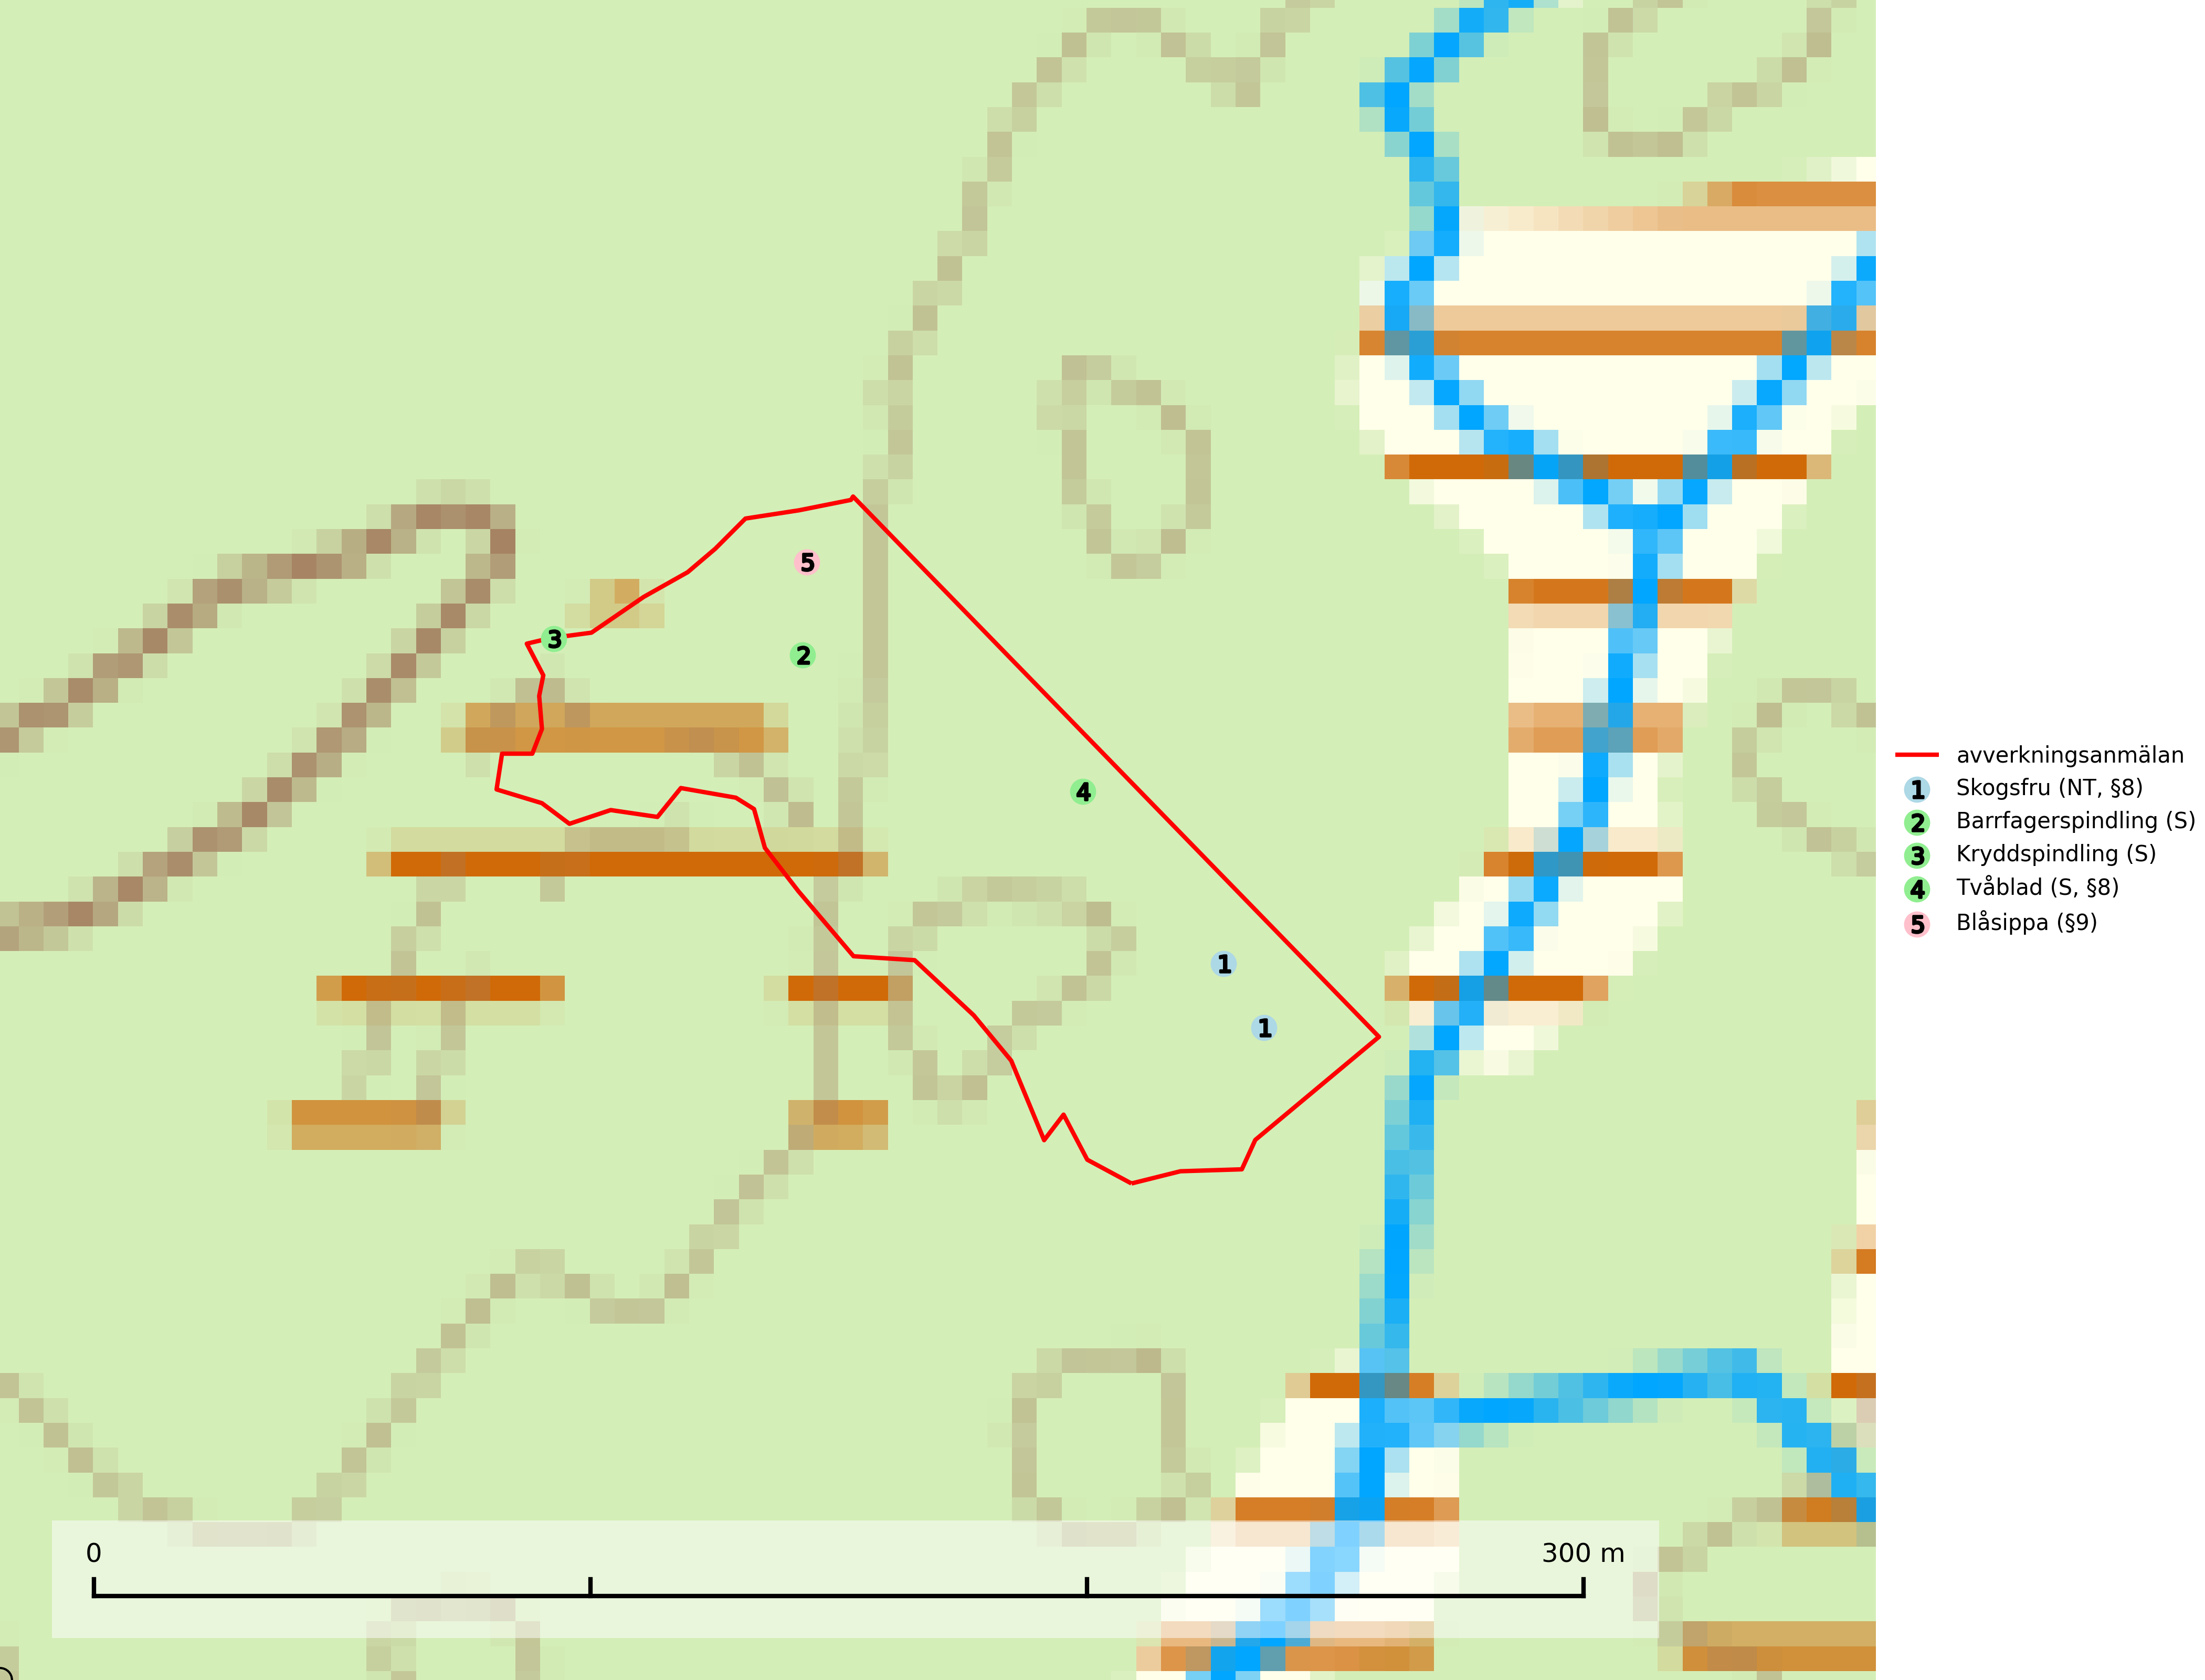 5
3
2
4
1
1
avverkningsanmälan
1 Skogsfru (NT, §8)
2 Barrfagerspindling (S)
3 Kryddspindling (S)
4 Tvåblad (S, §8)
5 Blåsippa (§9)
0 300 m